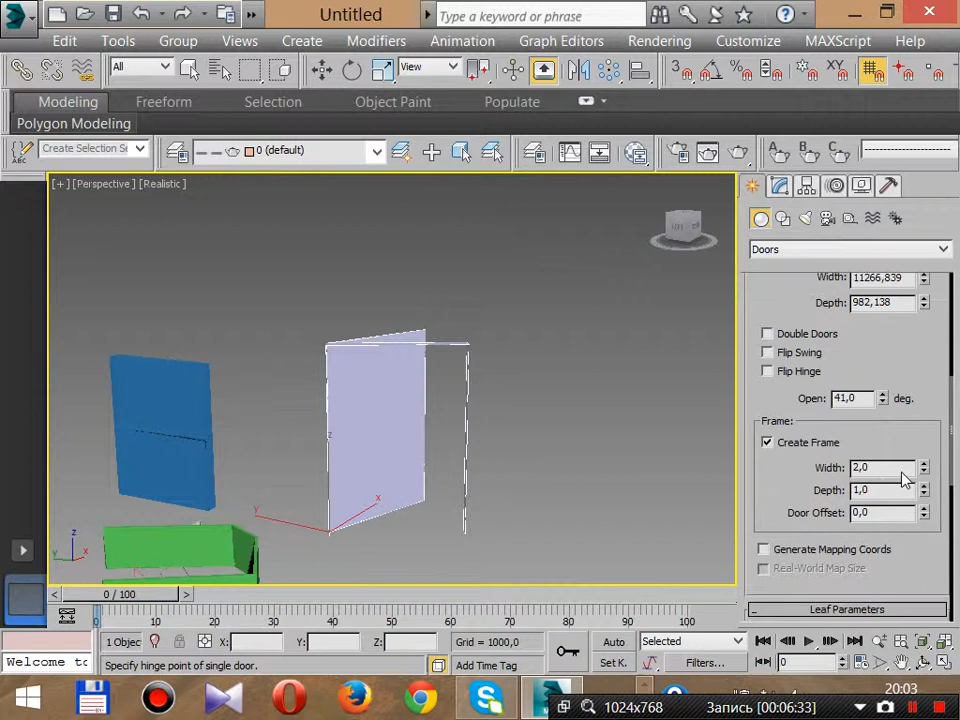 Untitled
Type a keyword or phrase
Edit Tools Group Views Create Modifiers Animation Graph Editors Rendering Customize MAXScript Help
All
View
3
%
XY
Modeling Freeform Selection Object Paint Populate
Polygon Modeling
ABC
Create Selection Se
0 (default)
A B C
[+] [Perspective] [Realistic]
Doors
Width: 11266,839
Depth: 982,138
Double Doors
Flip Swing
Flip Hinge
Open: 41,0 deg.
Frame:
Create Frame
Width: 2,0
Depth: 1,0
Door Offset: 0,0
Generate Mapping Coords
Real-World Map Size
- Leaf Parameters
z
x
y
z
y x
< 0 / 100 >
0 10 20 30 40 50 60 70 80 90 100
1 Objec X: Y: Z: Grid = 1000,0 Auto Selected
Welcome to Specify hinge point of single door. Add Time Tag Set K. Filters... 0
20:03
1024x768 Запись [00:06:33]